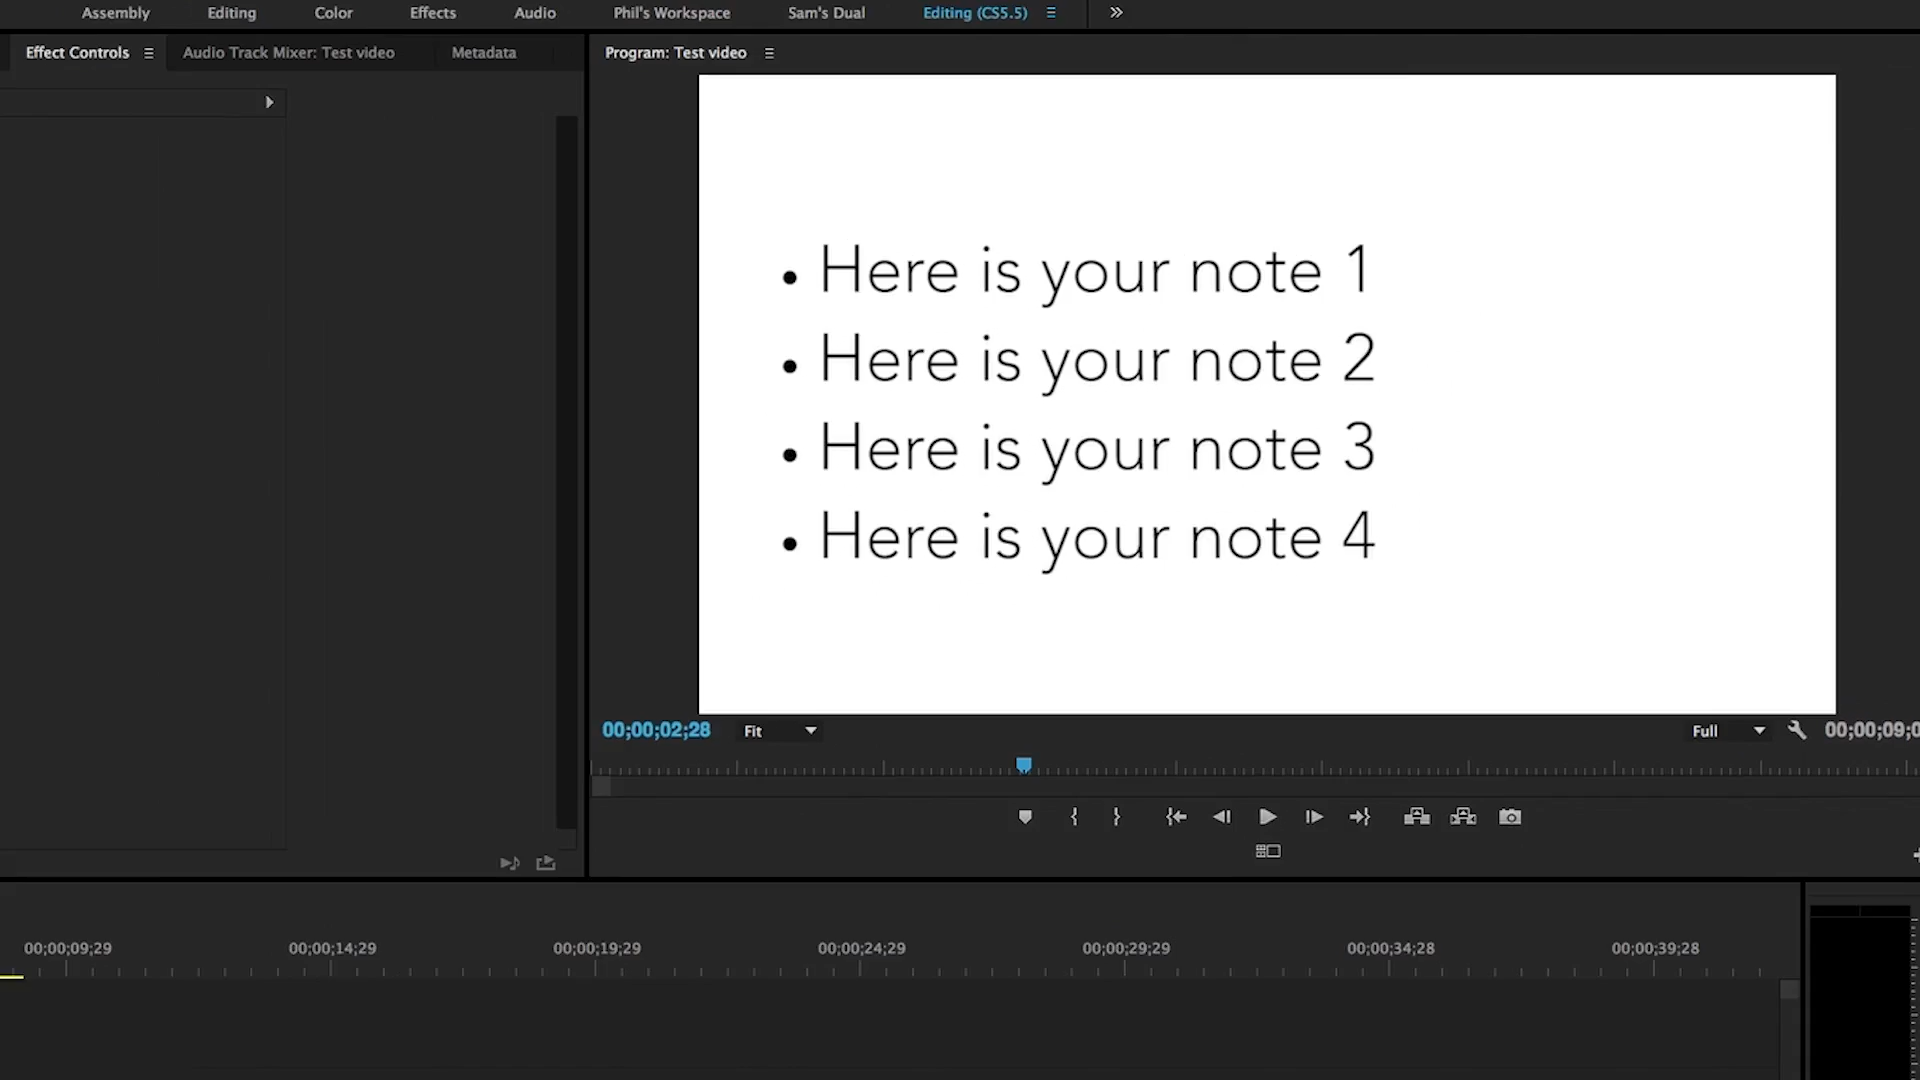 Assembly Editing Color Effects Audio Phil's Workspace Sam's Dual Editing (CS5.5)
Effect Controls Audio Track Mixer: Test video Metadata
Program: Test video
• Here is your note 1
• Here is your note 2
• Here is your note 3
• Here is your note 4
00;00;02;28 Fit Full 00;00;09;0
00;00;09;29 00;00;14;29 00;00;19;29 00;00;24;29 00;00;29;29 00;00;34;28 00;00;39;28